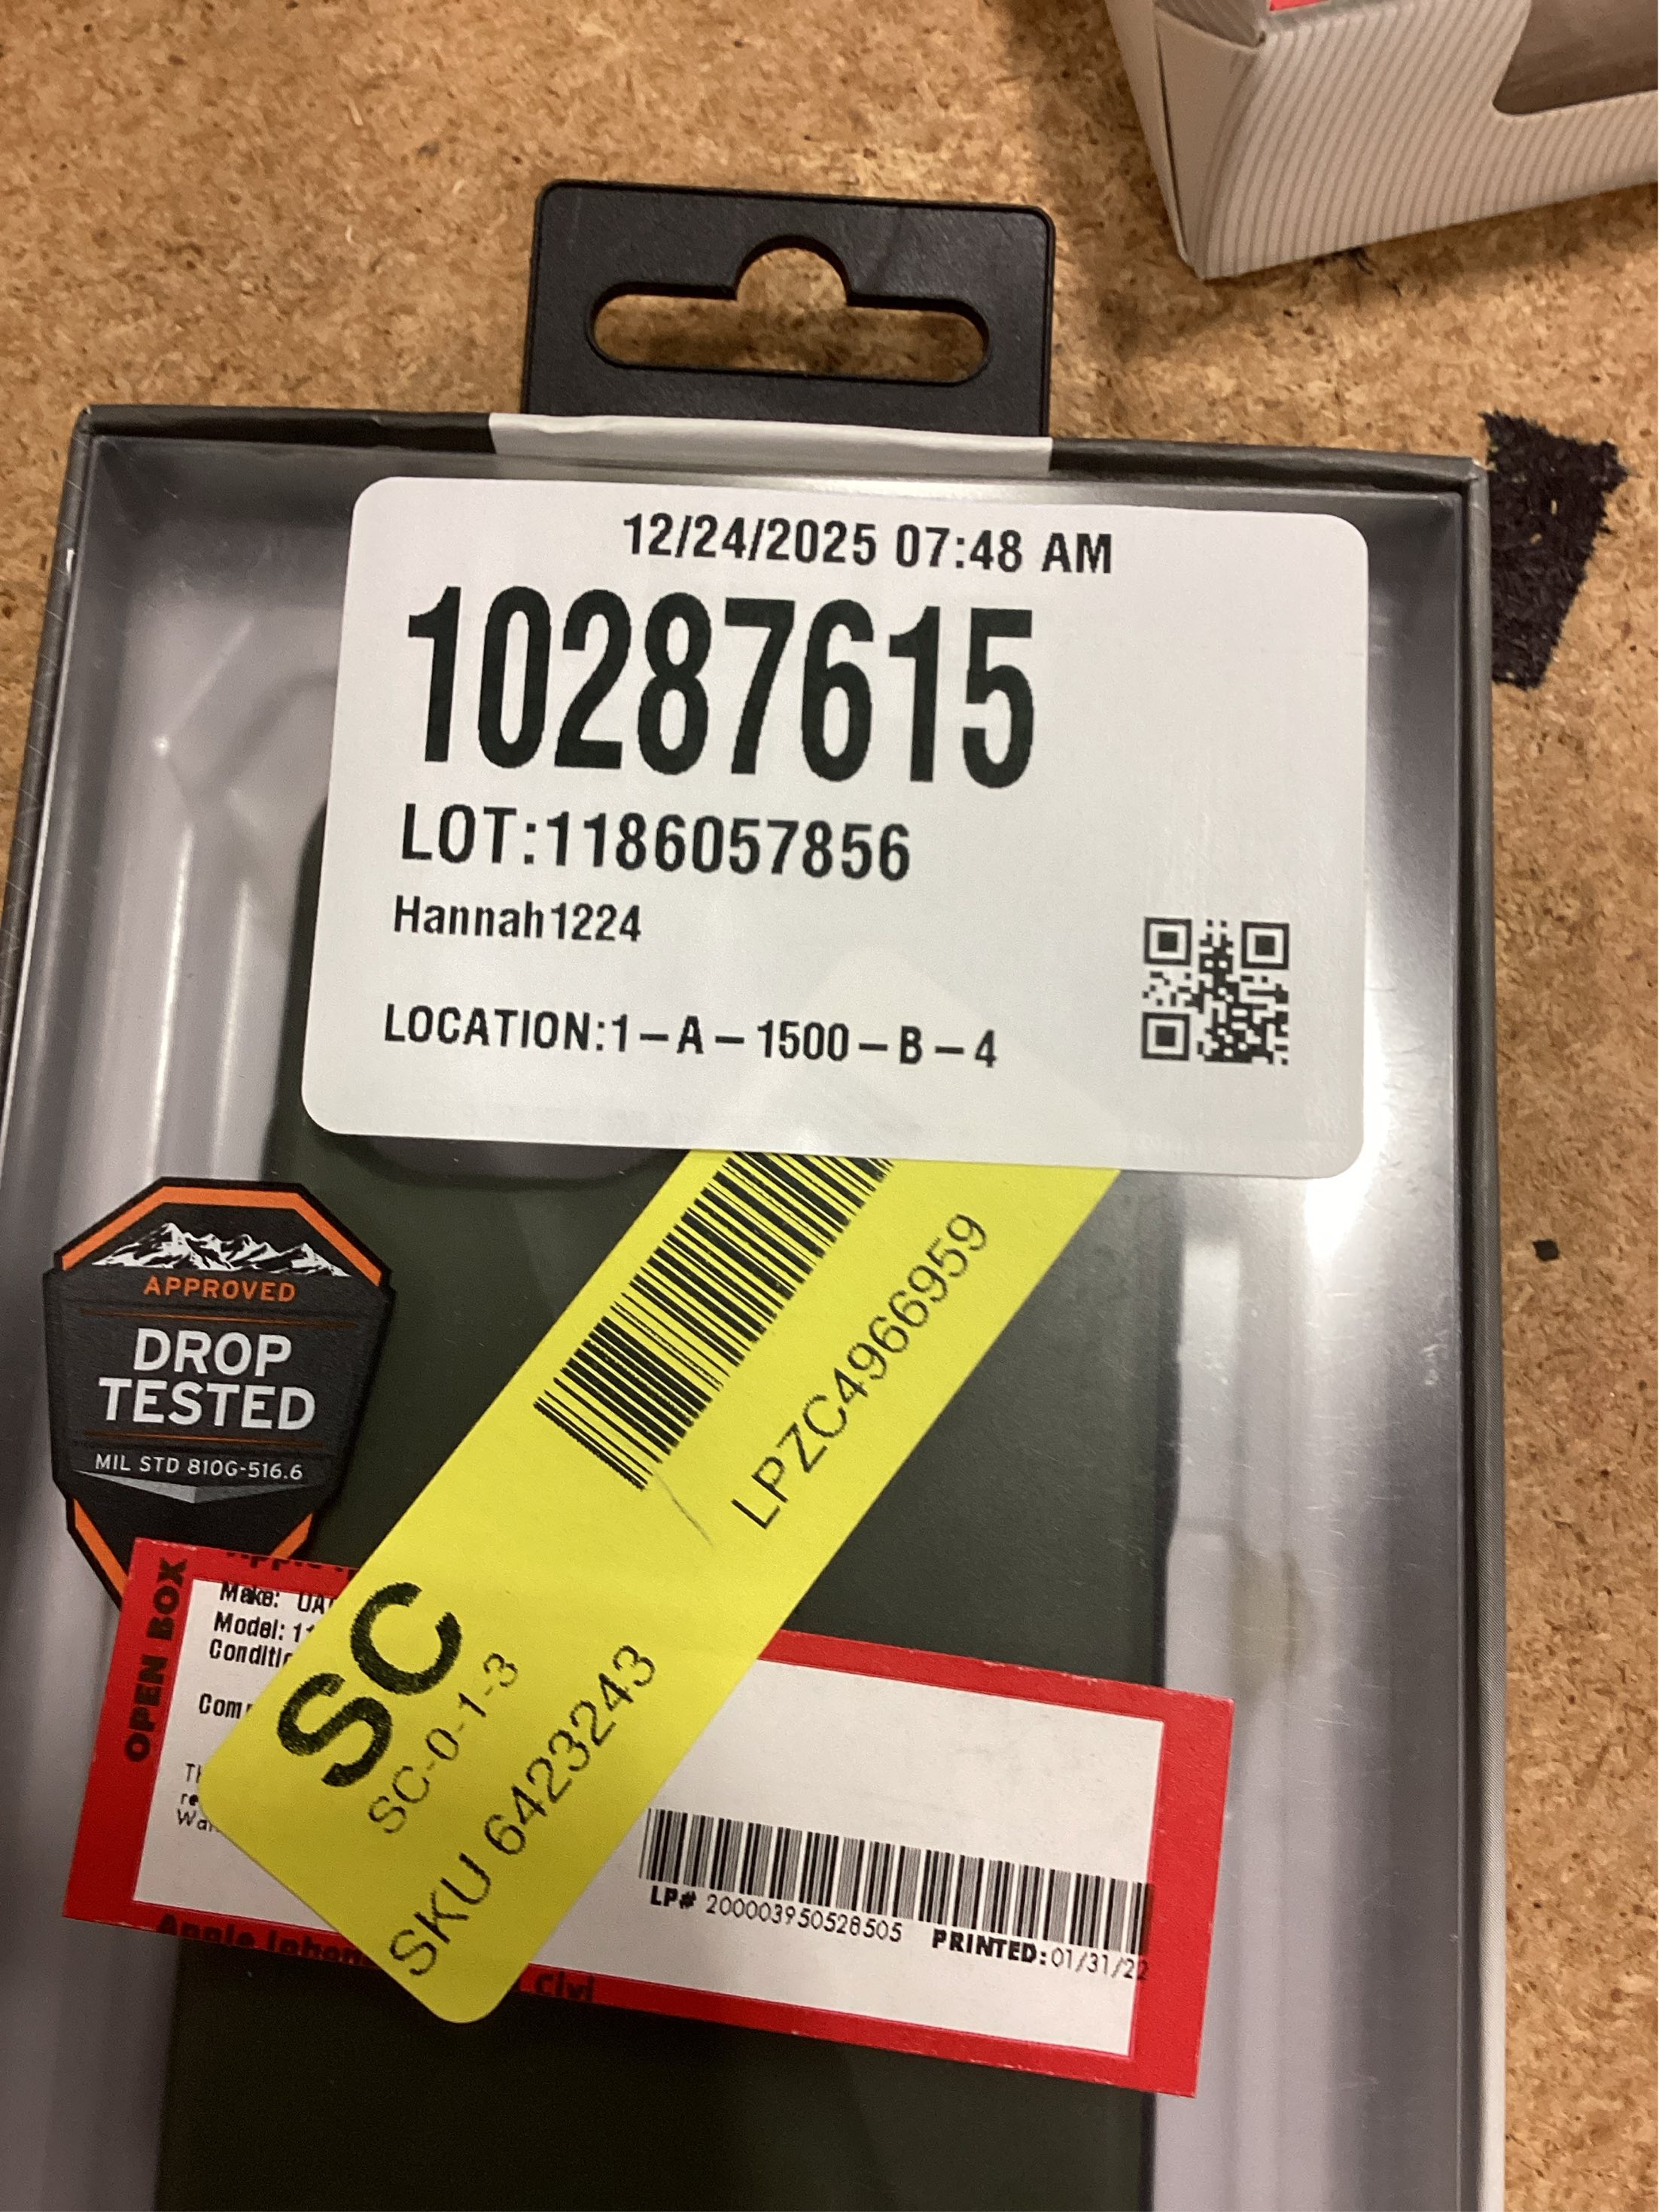 12/24/2025 07:48 AM
10287615
LOT:1186057856
Hannah1224
LOCATION:1-A-1500-B-4
APPROVED
DROP
TESTED
MIL STD 810G-516.6
LPZC4966959
SC
SC-0-1-3
SKU 6423243
OPEN BOX
Make:
Model:
LP# 200003950528505 PRINTED:01/31/22